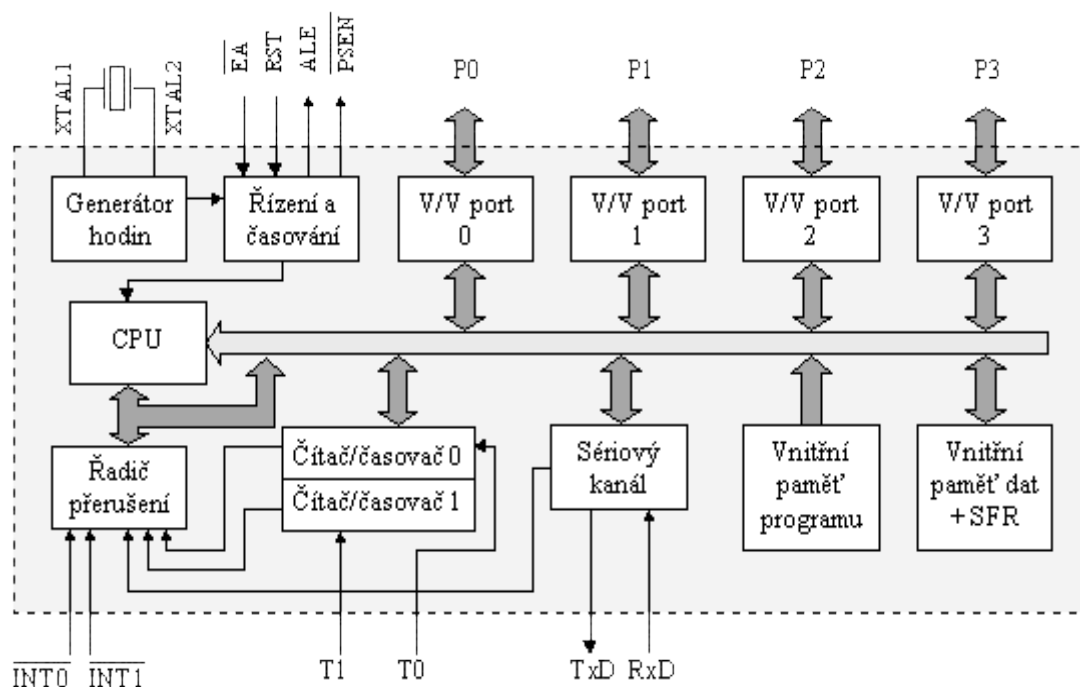 XTAL1
XTAL2
EA
RST
ALE
PSEN
P0
P1
P2
P3
Generátor
hodin
Řízení a
časování
V/V port
0
V/V port
1
V/V port
2
V/V port
3
CPU
Řadič
přerušení
Čítač/časovač 0
Čítač/časovač 1
Sériový
kanál
Vnitřní
paměť
programu
Vnitřní
paměť dat
+SFR
INT0
INT1
T1
T0
TxD
RxD